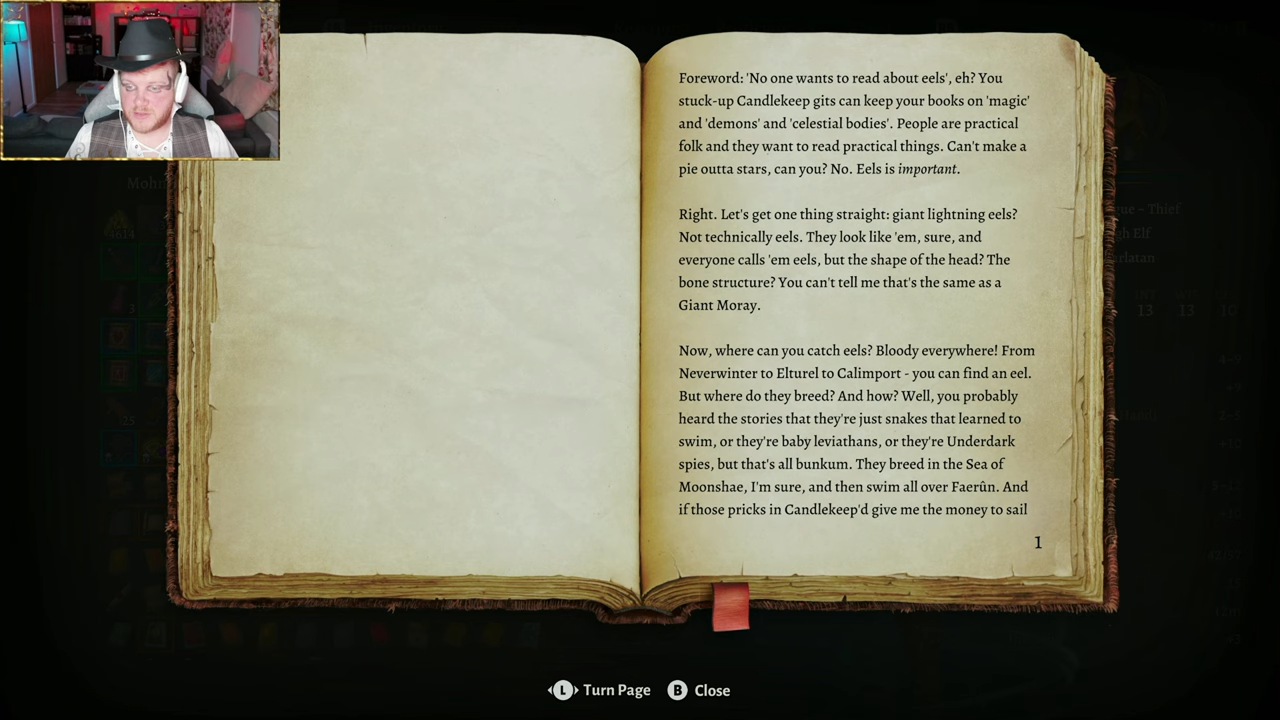 Foreword: 'No one wants to read about eels', eh? You
stuck-up Candlekeep gits can keep your books on 'magic'
and 'demons' and 'celestial bodies'. People are practical
folk and they want to read practical things. Can't make a
pie outta stars, can you? No. Eels is important.
Right. Let's get one thing straight: giant lightning eels?
Not technically eels. They look like 'em, sure, and
everyone calls 'em eels, but the shape of the head? The
bone structure? You can't tell me that's the same as a
Giant Moray.
Now, where can you catch eels? Bloody everywhere! From
Neverwinter to Elturel to Calimport - you can find an eel.
But where do they breed? And how? Well, you probably
heard the stories that they're just snakes that learned to
swim, or they're baby leviathans, or they're Underdark
spies, but that's all bunkum. They breed in the Sea of
Moonshae, I'm sure, and then swim all over Faerûn. And
if those pricks in Candlekeep'd give me the money to sail
1
L Turn Page B Close
13 13 10